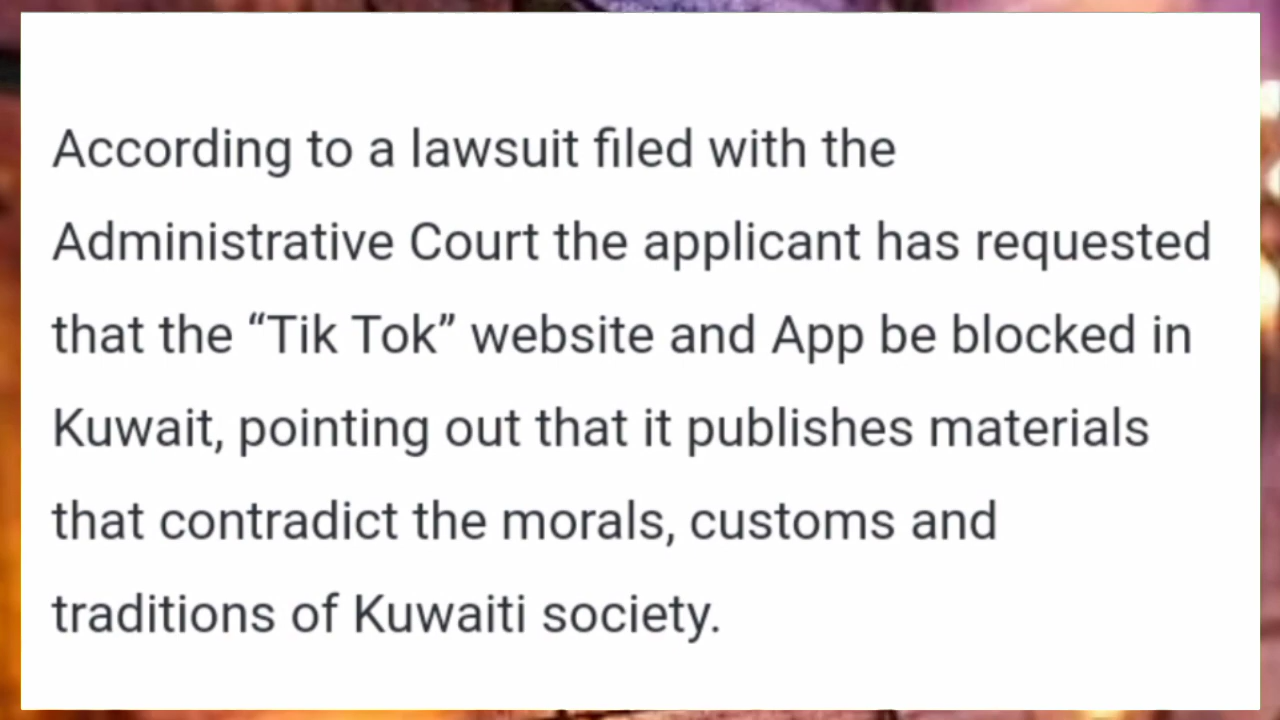 According to a lawsuit filed with the
Administrative Court the applicant has requested
that the “Tik Tok” website and App be blocked in
Kuwait, pointing out that it publishes materials
that contradict the morals, customs and
traditions of Kuwaiti society.